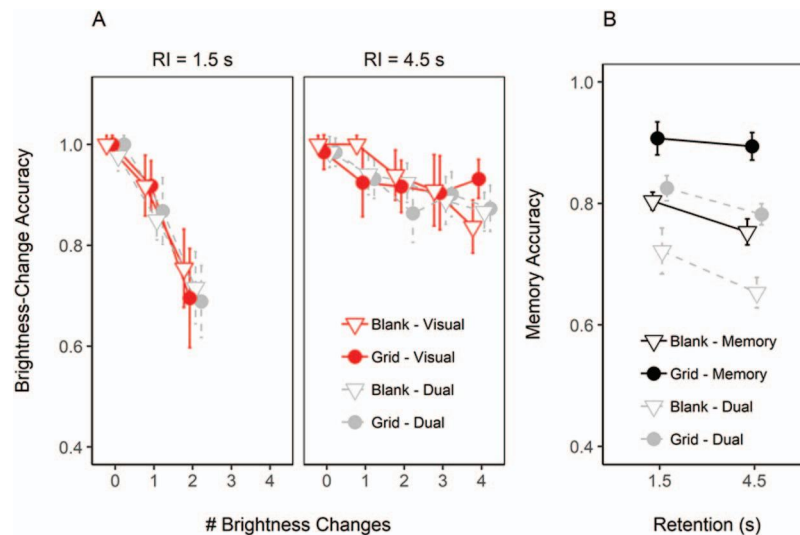 A
B
RI = 1.5 s
RI = 4.5 s
Brightness-Change Accuracy
1.0
0.8
0.6
0.4
Blank - Visual
Grid - Visual
Blank - Dual
Grid - Dual
0 1 2 3 4
0 1 2 3 4
# Brightness Changes
Memory Accuracy
1.0
0.8
0.6
0.4
Blank - Memory
Grid - Memory
Blank - Dual
Grid - Dual
1.5 4.5
Retention (s)